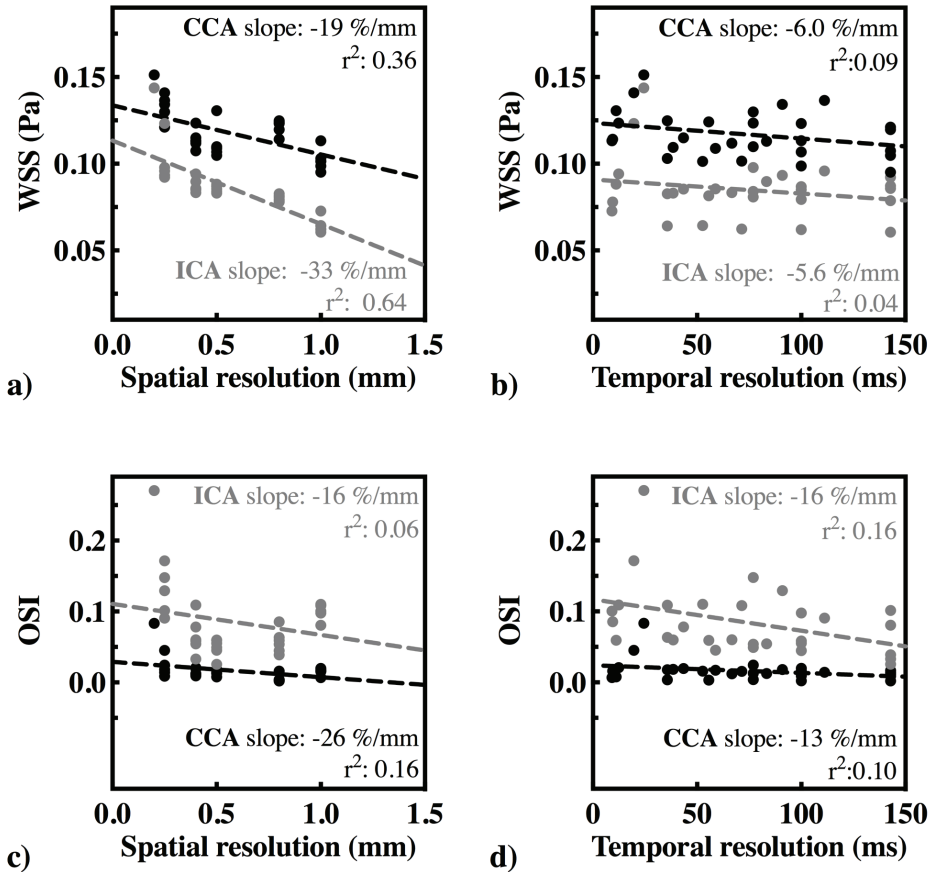 CCA slope: -19 %/mm
r²: 0.36
0.15
0.10
0.05
WSS (Pa)
ICA slope: -33 %/mm
r²: 0.64
0.0 0.5 1.0 1.5
Spatial resolution (mm)
a)
CCA slope: -6.0 %/mm
r²:0.09
0.15
0.10
0.05
WSS (Pa)
ICA slope: -5.6 %/mm
r²: 0.04
0 50 100 150
Temporal resolution (ms)
b)
ICA slope: -16 %/mm
r²: 0.06
0.2
0.1
0.0
OSI
CCA slope: -26 %/mm
r²: 0.16
0.0 0.5 1.0 1.5
Spatial resolution (mm)
c)
ICA slope: -16 %/mm
r²: 0.16
0.2
0.1
0.0
OSI
CCA slope: -13 %/mm
r²:0.10
0 50 100 150
Temporal resolution (ms)
d)